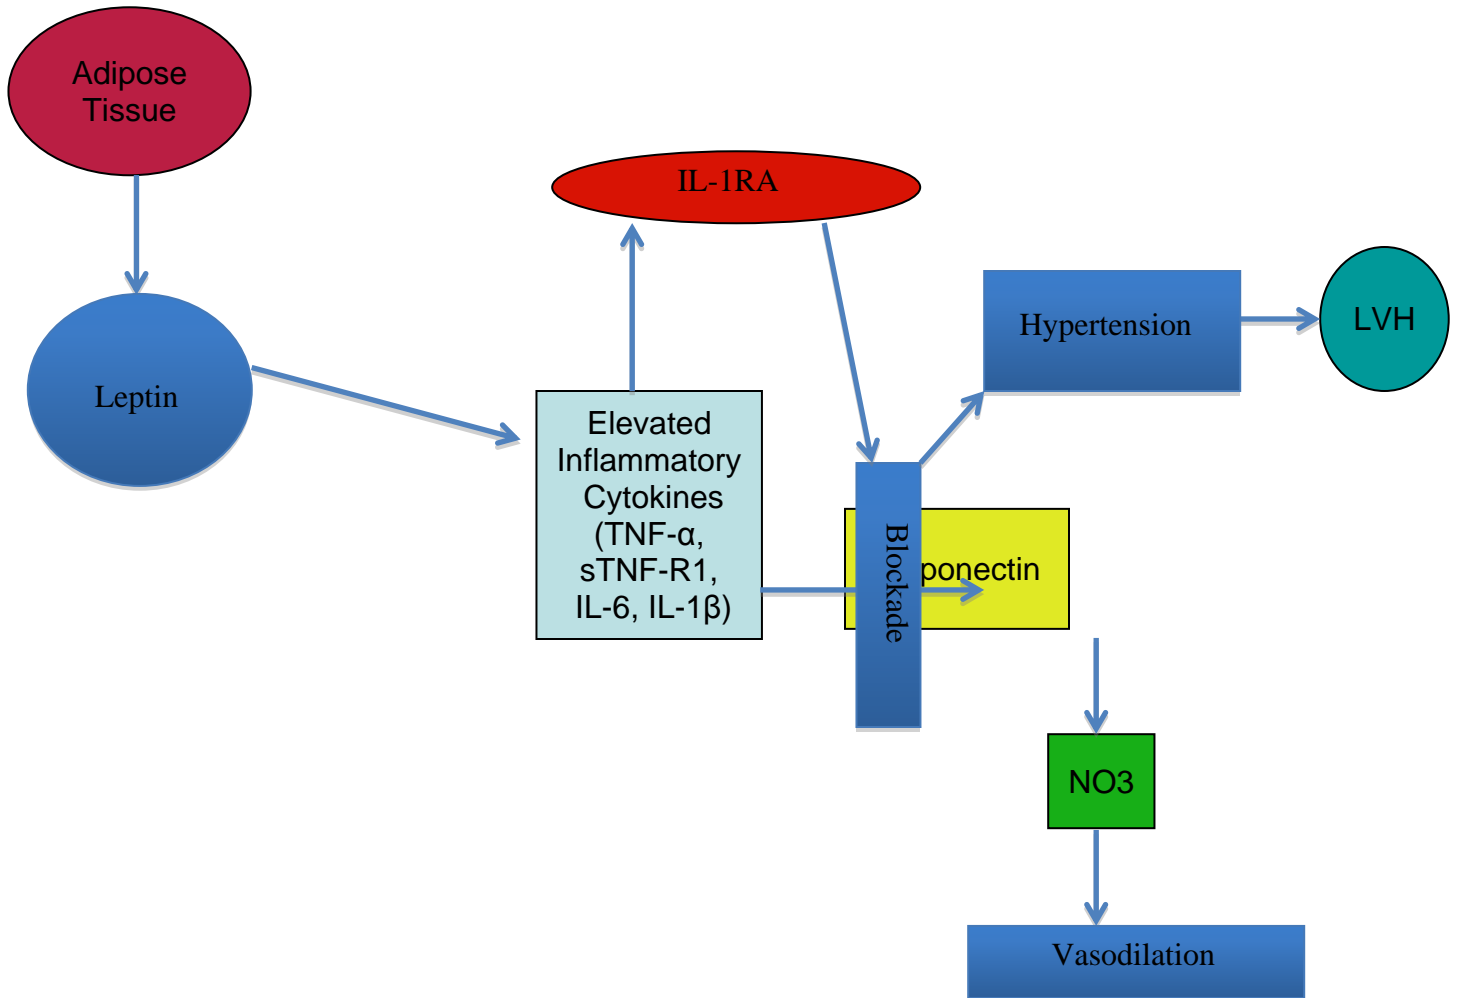 Adipose
Tissue
IL-1RA
Hypertension
LVH
Leptin
Elevated
Inflammatory
Cytokines
(TNF-α,
sTNF-R1,
IL-6, IL-1β)
Blockade
ponectin
NO3
Vasodilation